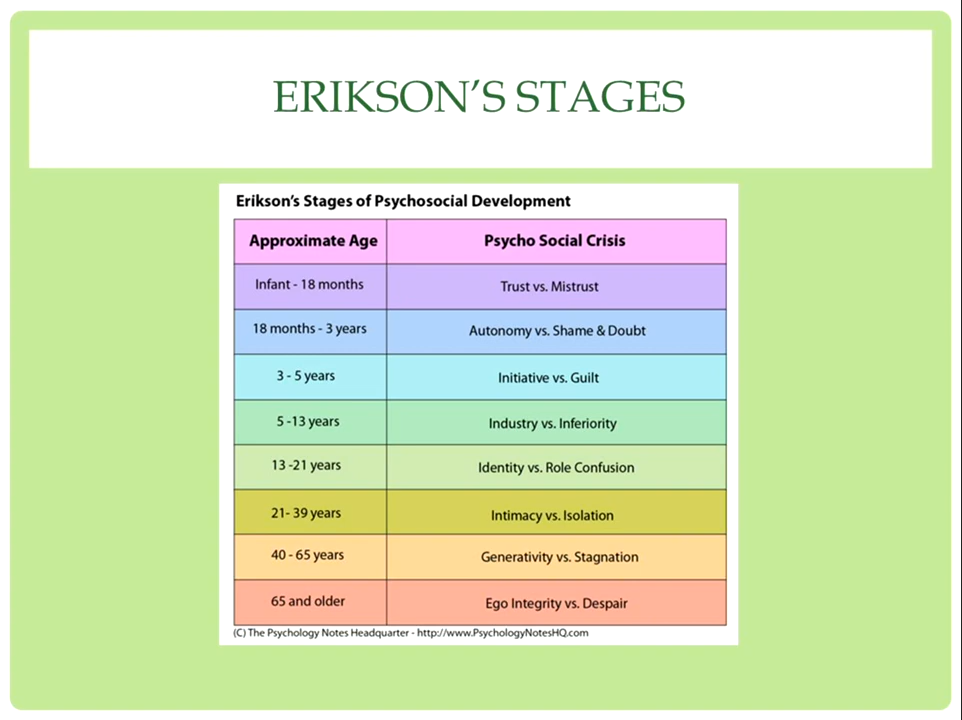 ERIKSON'S STAGES
Erikson's Stages of Psychosocial Development
Approximate Age Psycho Social Crisis
Infant - 18 months Trust vs. Mistrust
18 months - 3 years Autonomy vs. Shame & Doubt
3 - 5 years Initiative vs. Guilt
5 -13 years Industry vs. Inferiority
13 -21 years Identity vs. Role Confusion
21- 39 years Intimacy vs. Isolation
40 - 65 years Generativity vs. Stagnation
65 and older Ego Integrity vs. Despair
(C) The Psychology Notes Headquarter - http://www.PsychologyNotesHQ.com